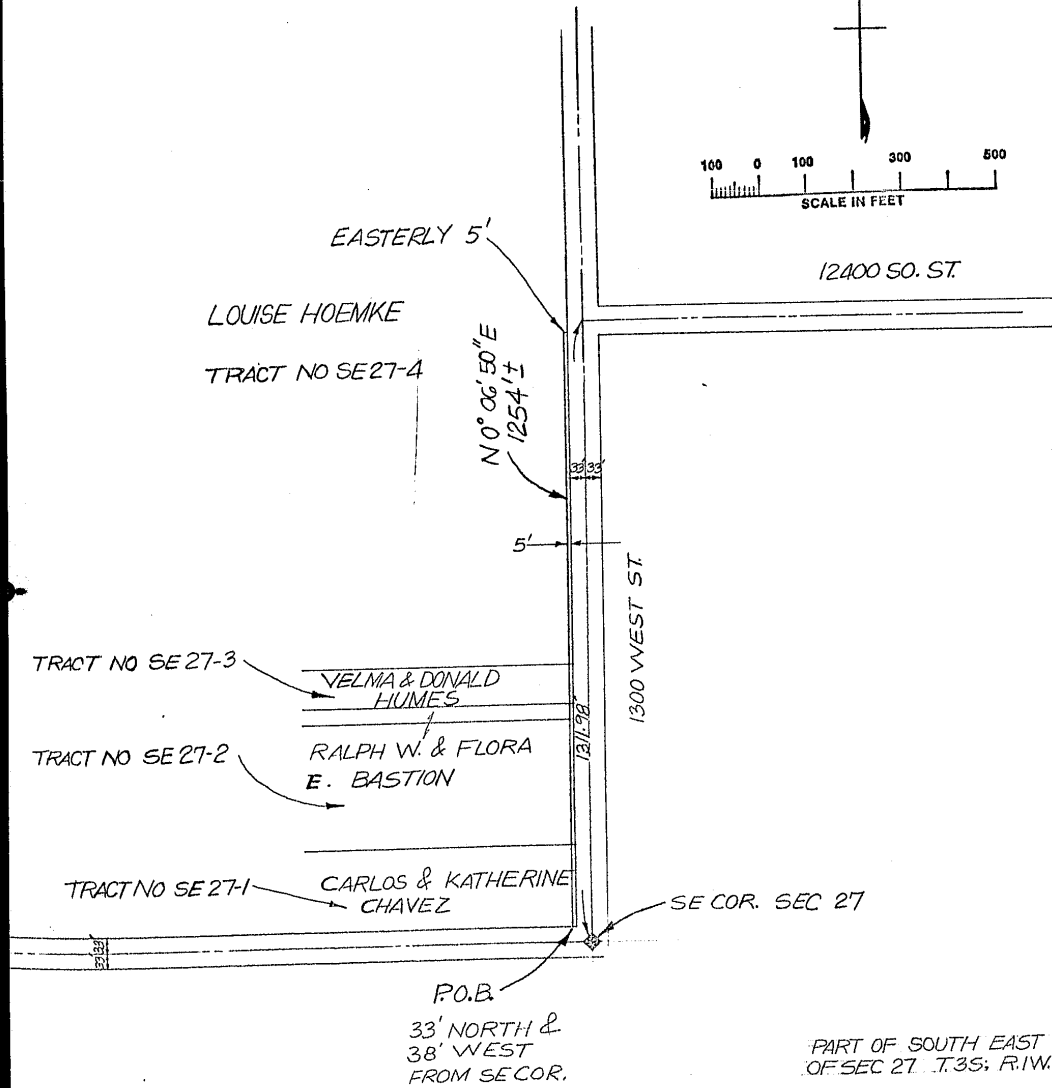 100 0 100 300 500
SCALE IN FEET
EASTERLY 5'
12400 SO. ST.
LOUISE HOEMKE
TRACT NO SE27-4
N 0° 06' 50" E
1254'±
33' 33'
5'
1300 WEST ST.
TRACT NO SE 27-3
VELMA & DONALD
HUMES
1311.98'
TRACT NO SE 27-2
RALPH W. & FLORA
E. BASTION
TRACT NO SE 27-1
CARLOS & KATHERINE
CHAVEZ
SE COR. SEC 27
33' 33'
P.O.B.
33' NORTH &
38' WEST
FROM SE COR.
PART OF SOUTH EAST
OF SEC 27 T.3S; R.1W.